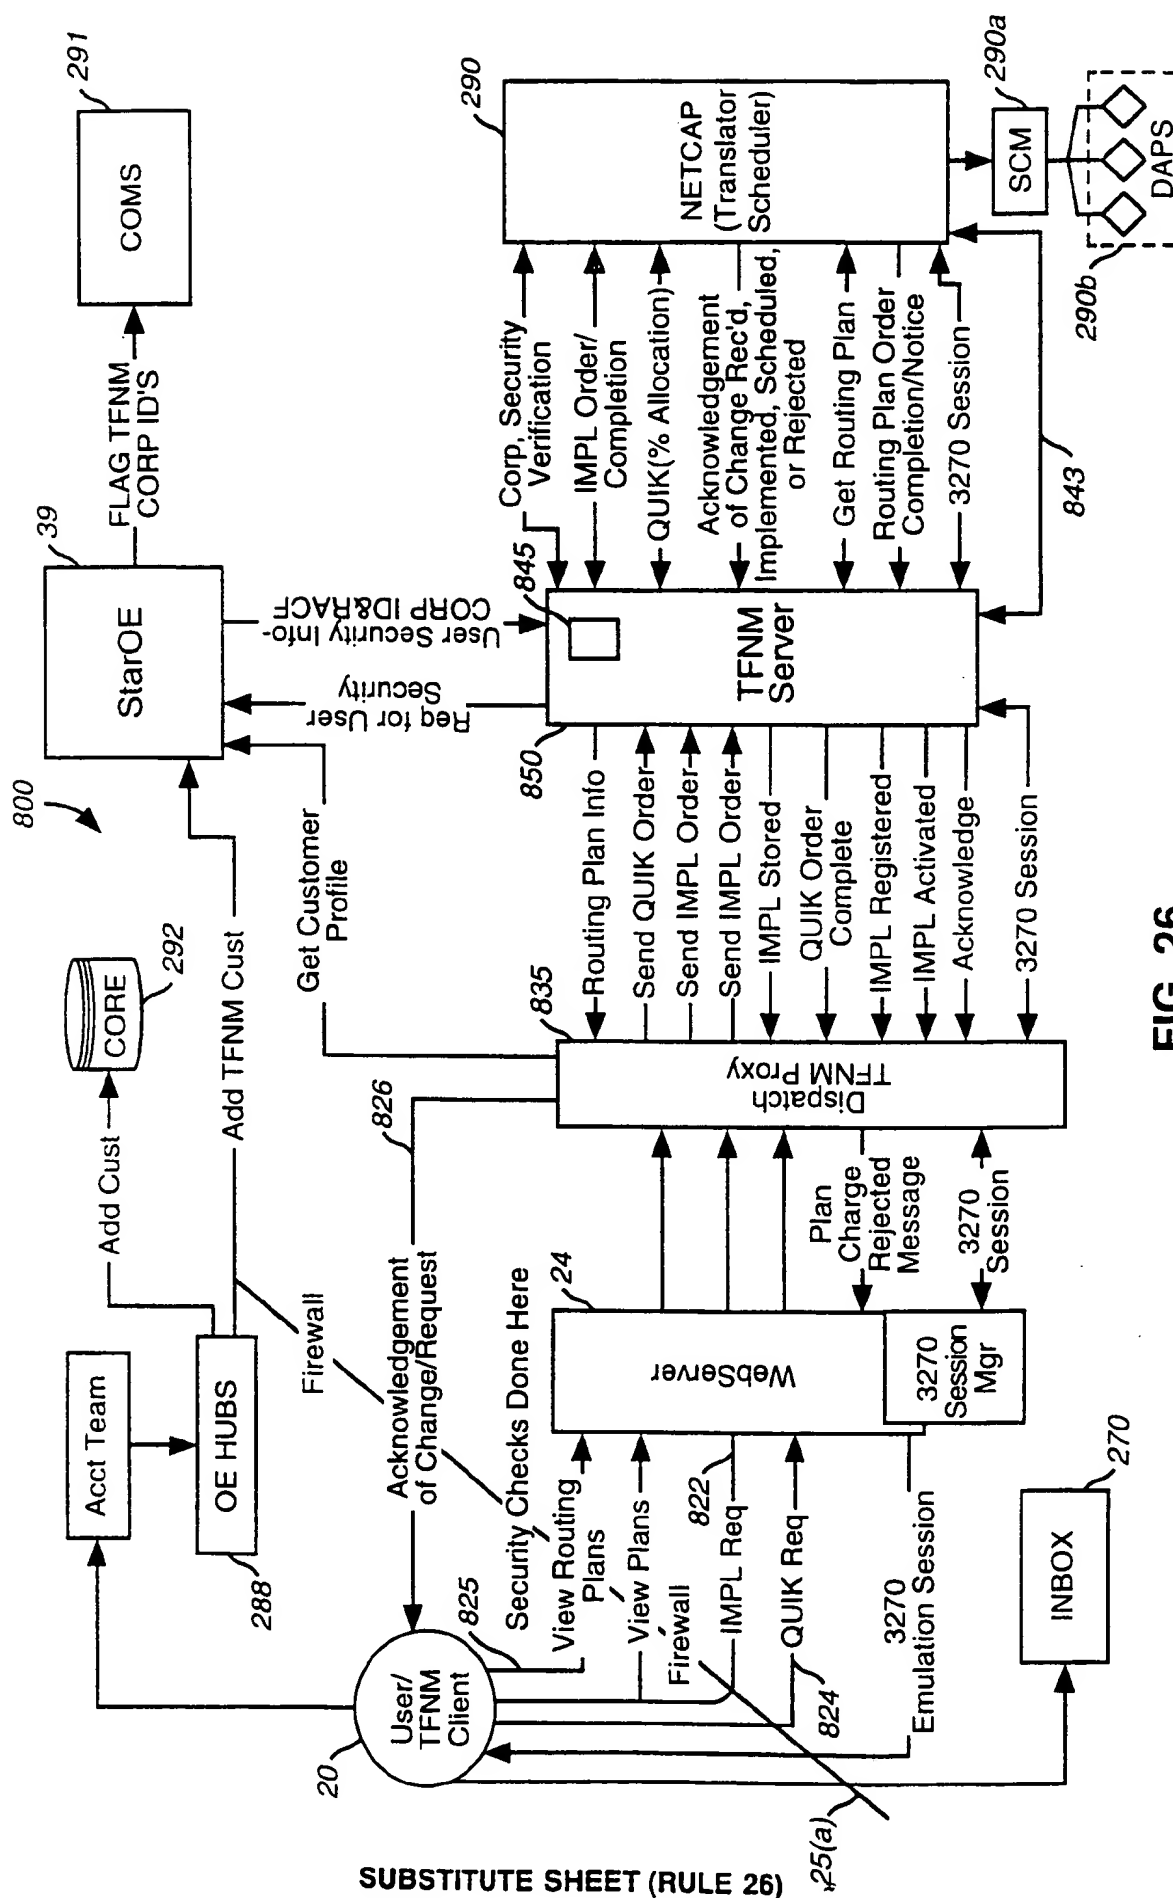 800
Acct Team
OE HUBS
288
Add Cust
CORE
292
Add TFNM Cust
Firewall
StarOE
39
FLAG TFNM
CORP ID'S
COMS
291
Get Customer
Profile
Req for User
Security
User Security Info-
CORP ID&RACF
826
Acknowledgement
of Change/Request
User/
TFNM
Client
20
825
Security Checks Done Here
View Routing
Plans
View Plans
Firewall
IMPL Req
822
QUIK Req
824
3270
Emulation Session
25(a)
INBOX
270
24
WebServer
3270
Session
Mgr
Plan
Charge
Rejected
Message
3270
Session
835
Dispatch
TFNM Proxy
Routing Plan Info
Send QUIK Order
Send IMPL Order
Send IMPL Order
IMPL Stored
QUIK Order
Complete
IMPL Registered
IMPL Activated
Acknowledge
3270 Session
850
845
TFNM
Server
Corp, Security
Verification
IMPL Order/
Completion
QUIK(% Allocation)
Acknowledgement
of Change Rec'd,
Implemented, Scheduled,
or Rejected
Get Routing Plan
Routing Plan Order
Completion/Notice
3270 Session
843
290
NETCAP
(Translator
Scheduler)
SCM
290a
290b
DAPS
FIG. 26
SUBSTITUTE SHEET (RULE 26)